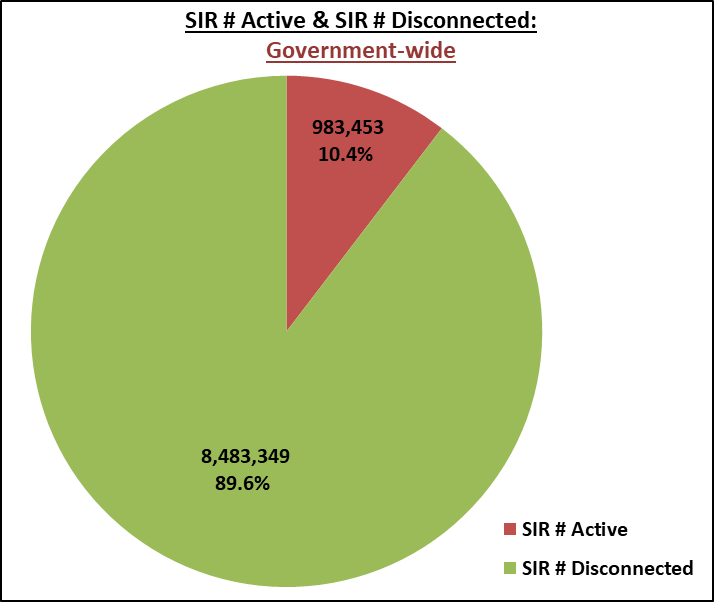 SIR # Active & SIR # Disconnected:
Government-wide
983,453
10.4%
8,483,349
89.6%
SIR # Active
SIR # Disconnected